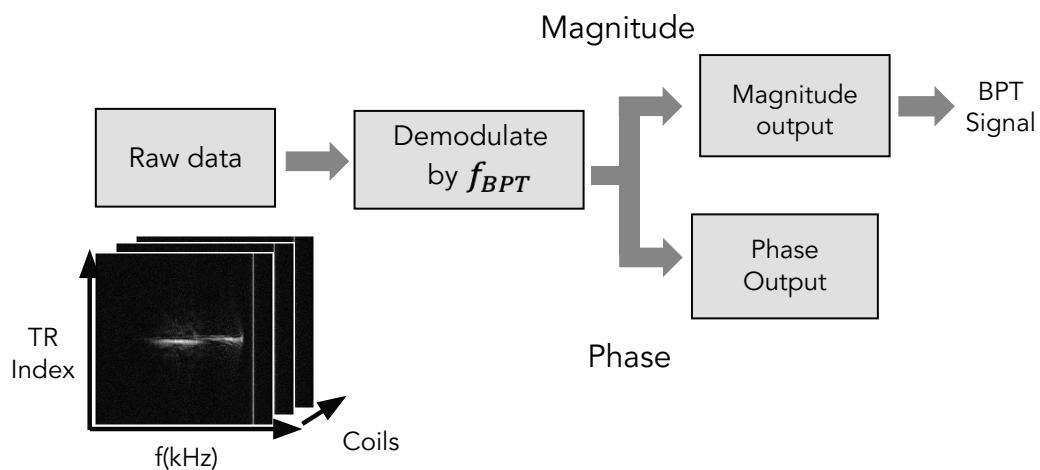 Magnitude
Raw data
Demodulate
by f_BPT
Magnitude
output
BPT
Signal
Phase
Output
Phase
TR
Index
f(kHz)
Coils